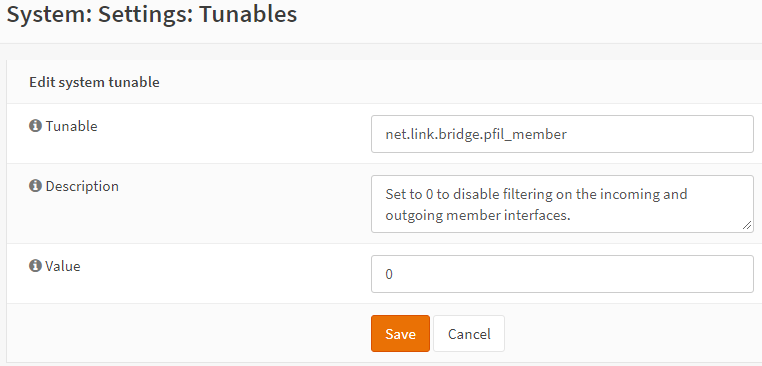 System: Settings: Tunables
Edit system tunable
Tunable
net.link.bridge.pfil_member
Description
Set to 0 to disable filtering on the incoming and
outgoing member interfaces.
Value
0
Save Cancel